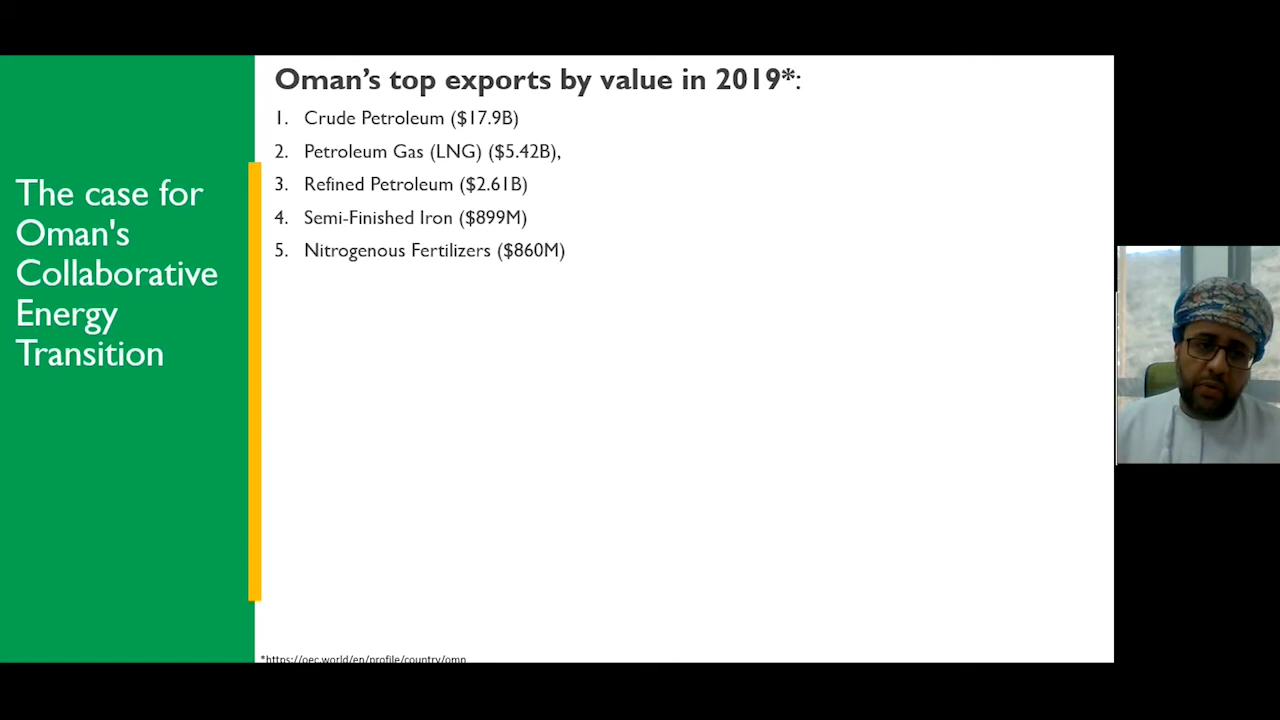 The case for
Oman's
Collaborative
Energy
Transition
Oman’s top exports by value in 2019*:
1. Crude Petroleum ($17.9B)
2. Petroleum Gas (LNG) ($5.42B),
3. Refined Petroleum ($2.61B)
4. Semi-Finished Iron ($899M)
5. Nitrogenous Fertilizers ($860M)
*https://oec.world/en/profile/country/omn